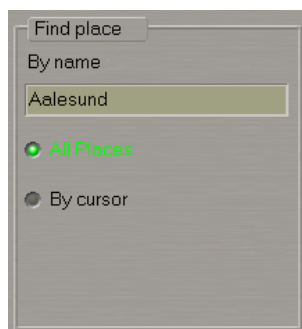 Find place
By name
Aalesund
All Places
By cursor